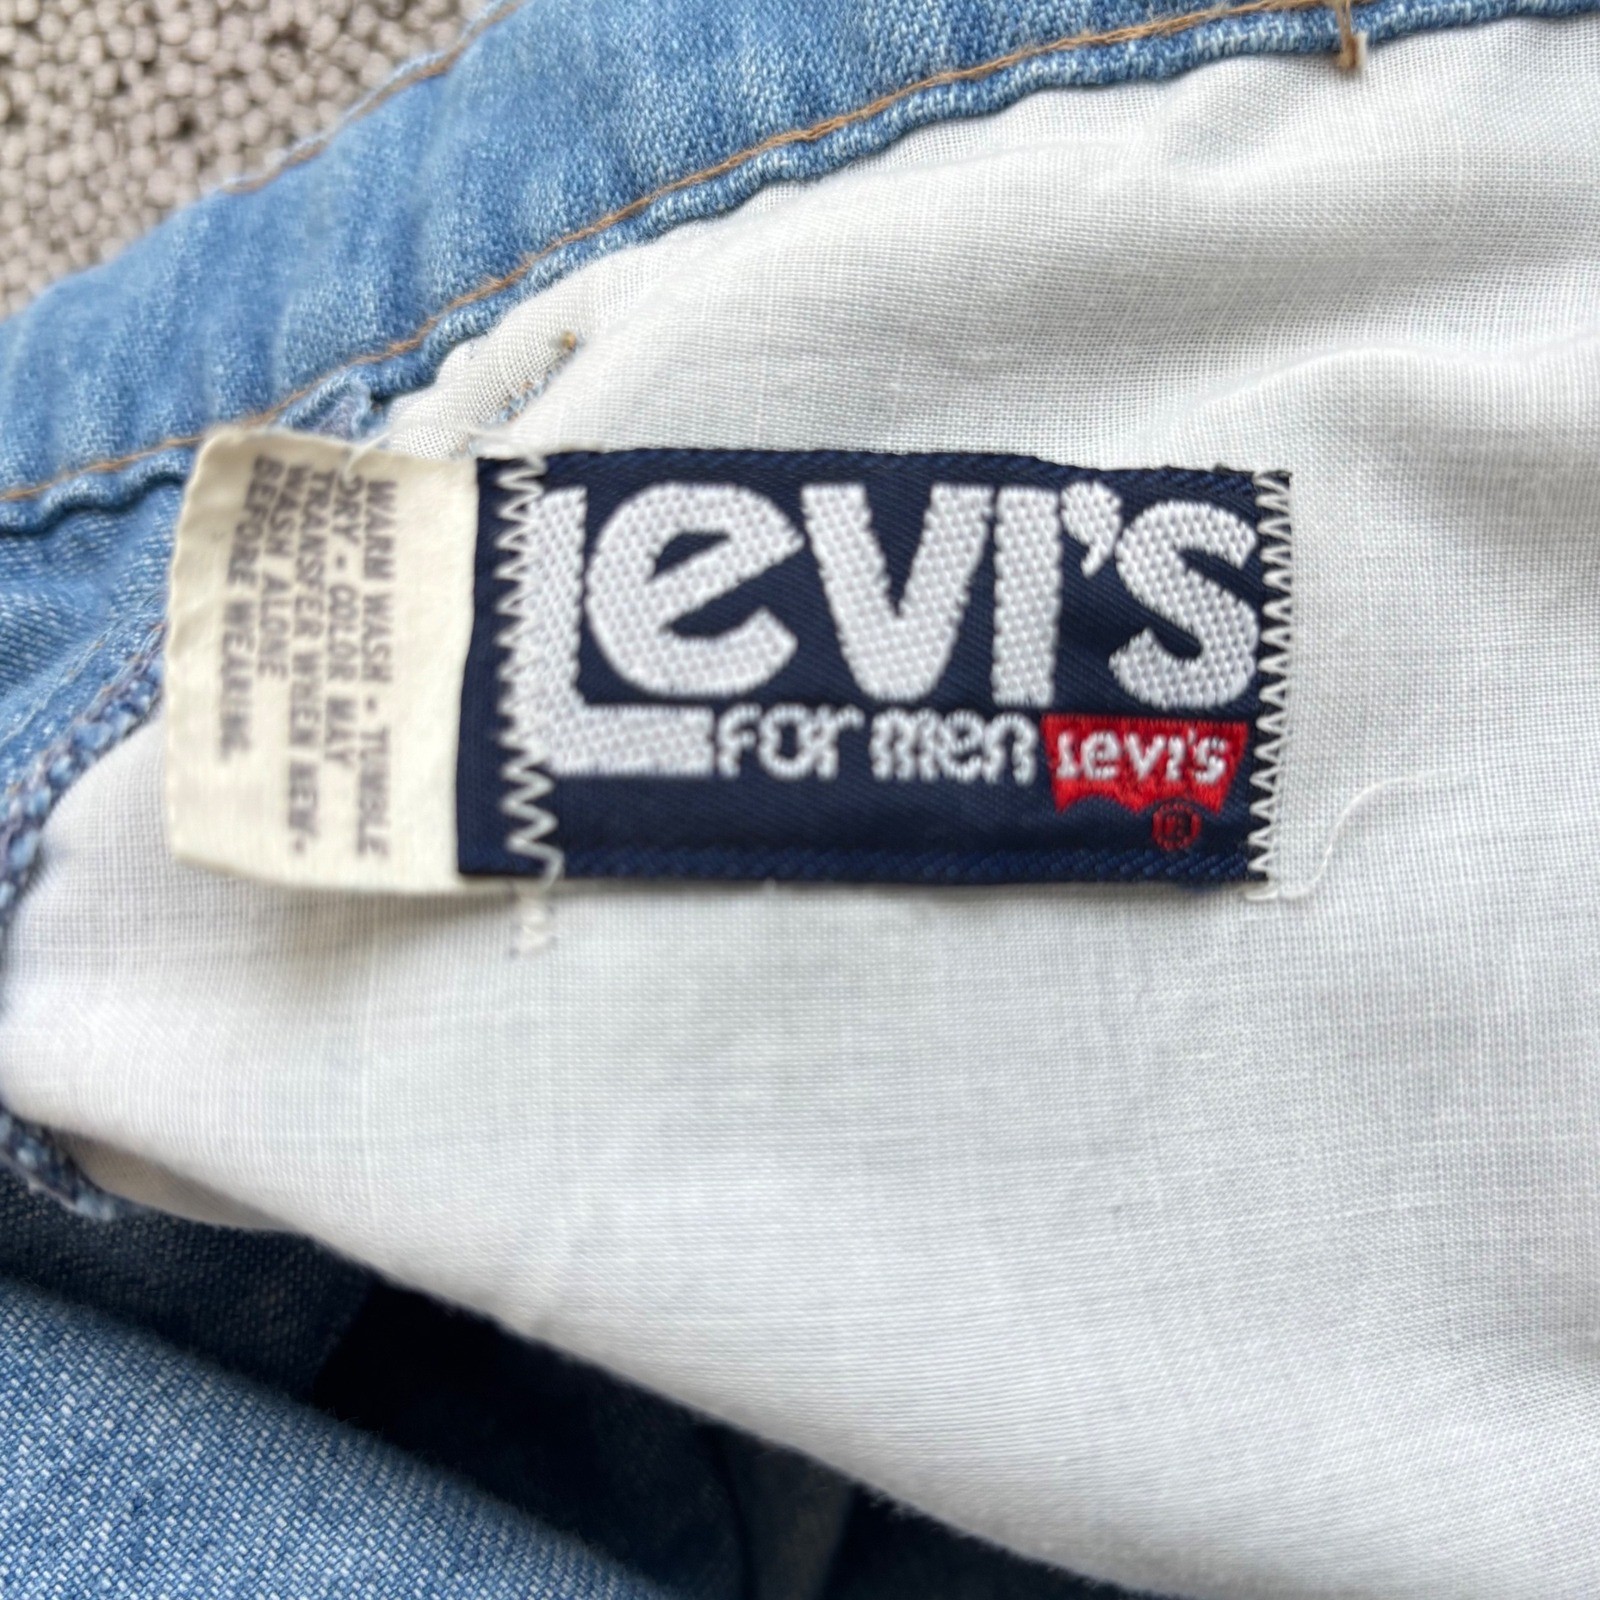 WARM WASH - TUMBLE
DRY - COLOR MAY
TRANSFER WHEN NEW -
WASH ALONE
BEFORE WEARING
Levi's
for men
Levi's
®